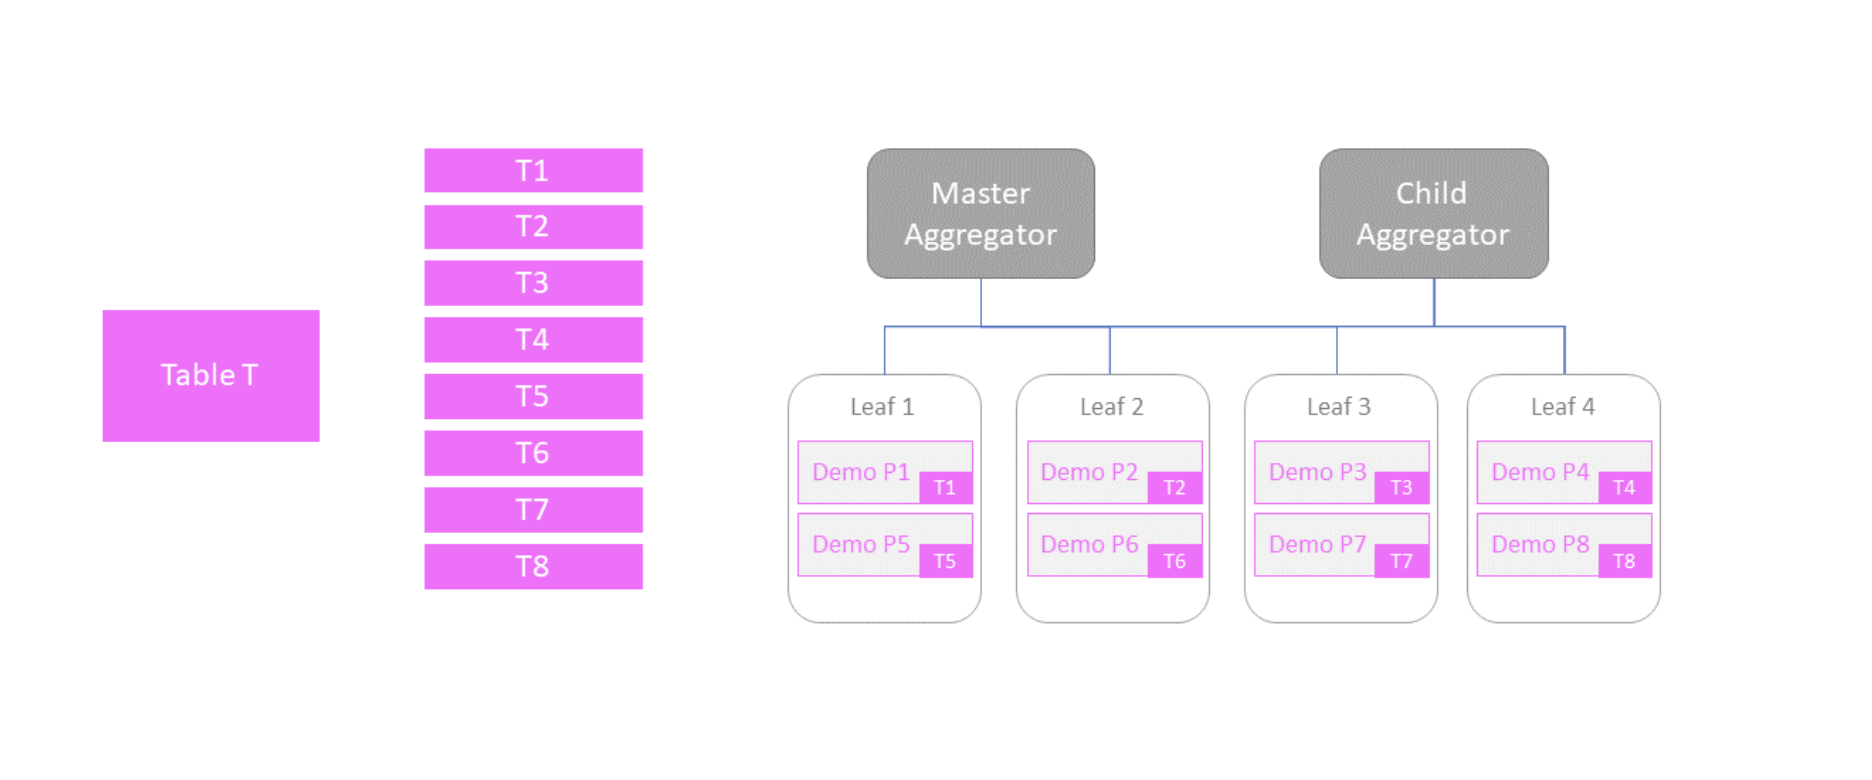 Table T
T1
T2
T3
T4
T5
T6
T7
T8
Master
Aggregator
Child
Aggregator
Leaf 1
Demo P1
T1
Demo P5
T5
Leaf 2
Demo P2
T2
Demo P6
T6
Leaf 3
Demo P3
T3
Demo P7
T7
Leaf 4
Demo P4
T4
Demo P8
T8